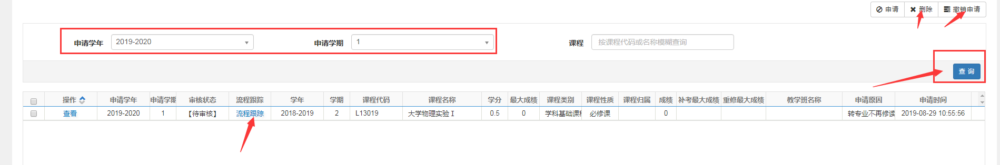 申请 删除 撤销申请
申请学年 2019-2020 申请学期 1 课程 按课程代码或名称模糊查询
查 询
操作 申请学年 申请学期 审核状态 流程跟踪 学年 学期 课程代码 课程名称 学分 最大成绩 课程类别 课程性质 课程归属 成绩 补考最大成绩 重修最大成绩 教学班名称 申请原因 申请时间
查看 2019-2020 1 【待审核】 流程跟踪 2018-2019 2 L13019 大学物理实验Ⅰ 0.5 0 学科基础课程 必修课 0 转专业不再修读 2019-08-29 10:55:56